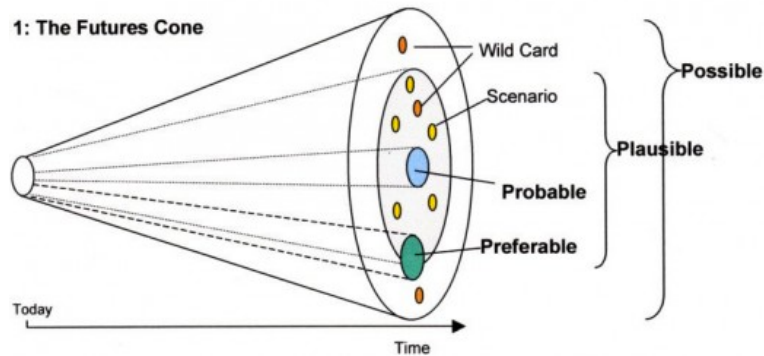 1: The Futures Cone
Wild Card
Possible
Scenario
Plausible
Probable
Preferable
Today
Time